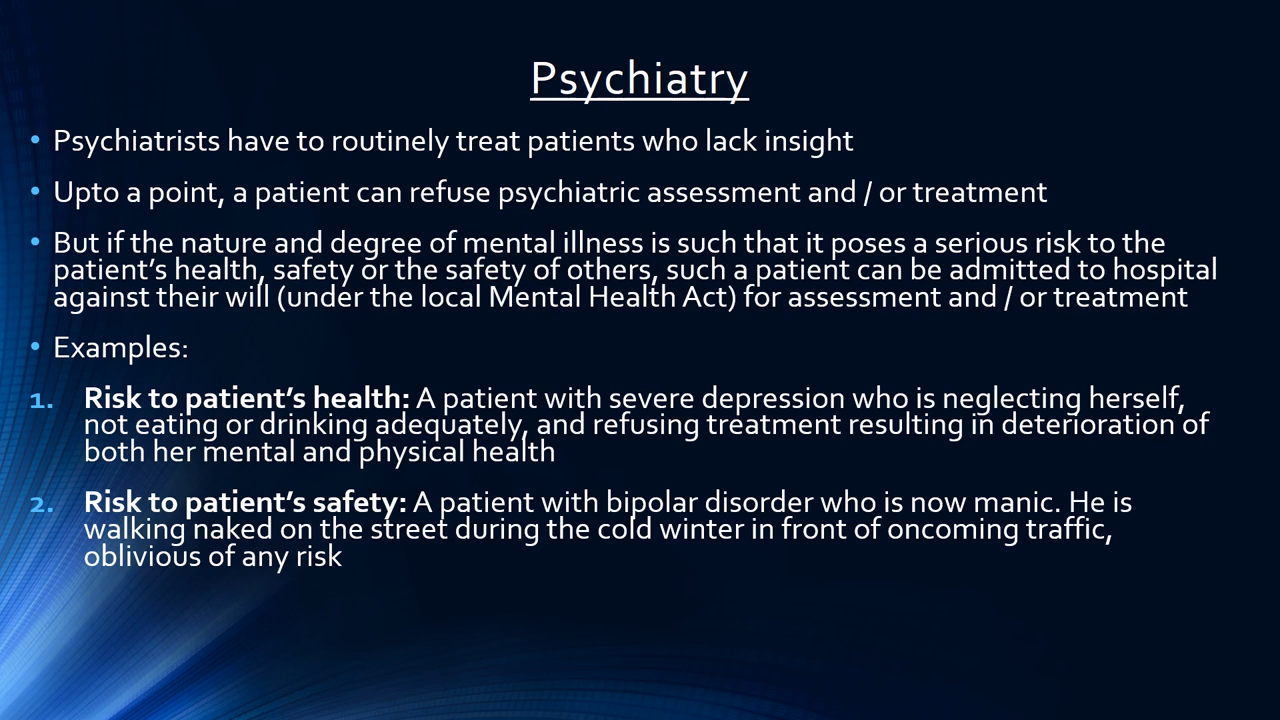 Psychiatry
• Psychiatrists have to routinely treat patients who lack insight
• Upto a point, a patient can refuse psychiatric assessment and / or treatment
• But if the nature and degree of mental illness is such that it poses a serious risk to the
patient’s health, safety or the safety of others, such a patient can be admitted to hospital
against their will (under the local Mental Health Act) for assessment and / or treatment
• Examples:
1. Risk to patient’s health: A patient with severe depression who is neglecting herself,
not eating or drinking adequately, and refusing treatment resulting in deterioration of
both her mental and physical health
2. Risk to patient’s safety: A patient with bipolar disorder who is now manic. He is
walking naked on the street during the cold winter in front of oncoming traffic,
oblivious of any risk